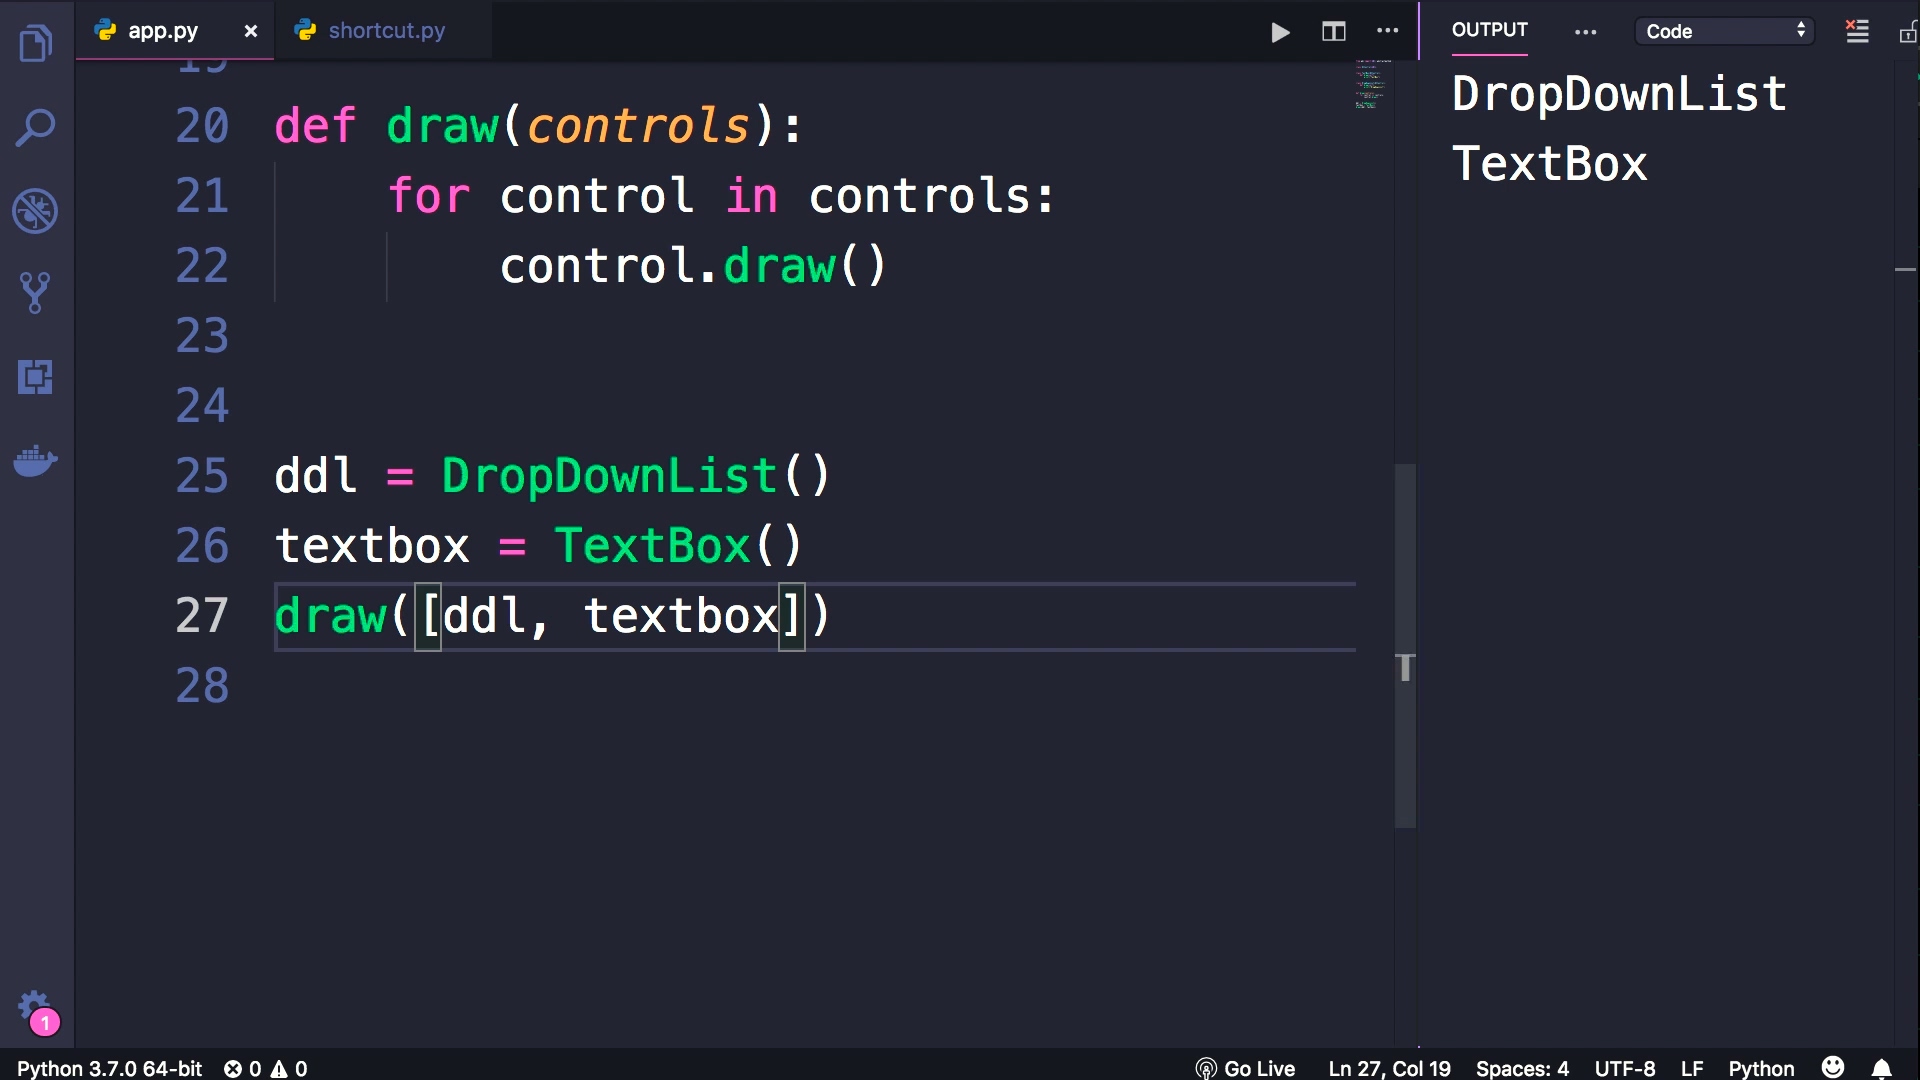 app.py ×
shortcut.py
OUTPUT
Code
20 def draw(controls):
21 for control in controls:
22 control.draw()
23
24
25 ddl = DropDownList()
26 textbox = TextBox()
27 draw([ddl, textbox])
28
DropDownList
TextBox
1
Python 3.7.0 64-bit 0 0 Go Live Ln 27, Col 19 Spaces: 4 UTF-8 LF Python